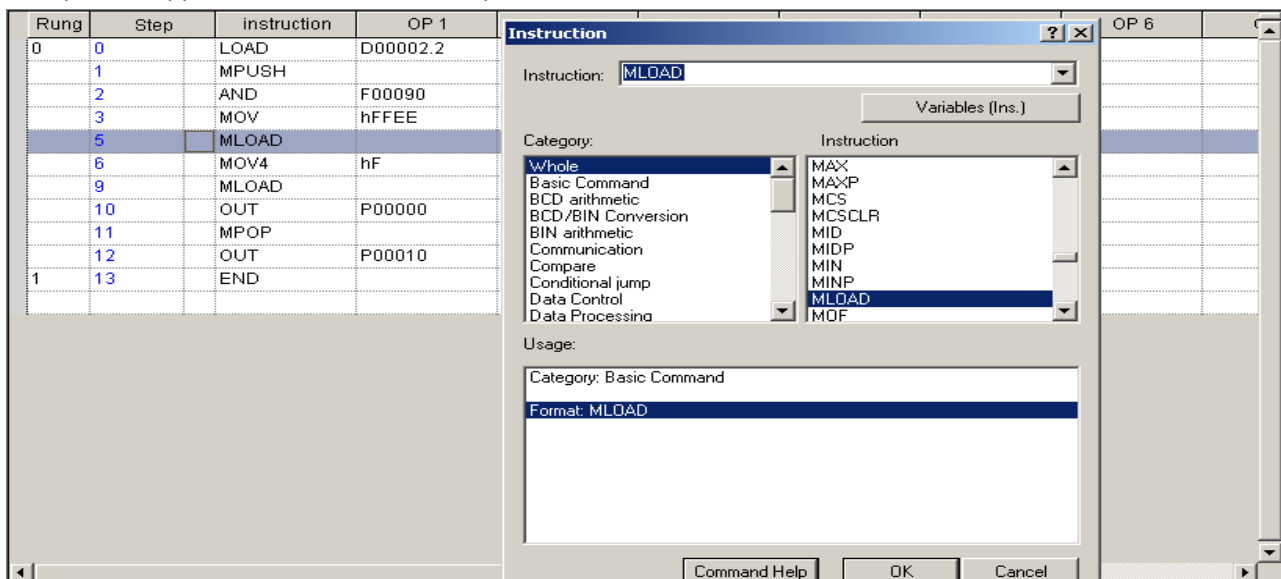 Rung Step instruction OP 1 OP 6
0 0 LOAD D00002.2
1 MPUSH
2 AND F00090
3 MOV hFFEE
5 MLOAD
6 MOV4 hF
9 MLOAD
10 OUT P00000
11 MPOP
12 OUT P00010
1 13 END
Instruction
Instruction: MLOAD
Variables (Ins.)
Category:
Whole
Basic Command
BCD arithmetic
BCD/BIN Conversion
BIN arithmetic
Communication
Compare
Conditional jump
Data Control
Data Processing
Instruction
MAX
MAXP
MCS
MCSCLR
MID
MIDP
MIN
MINP
MLOAD
MOF
Usage:
Category: Basic Command
Format: MLOAD
Command Help OK Cancel